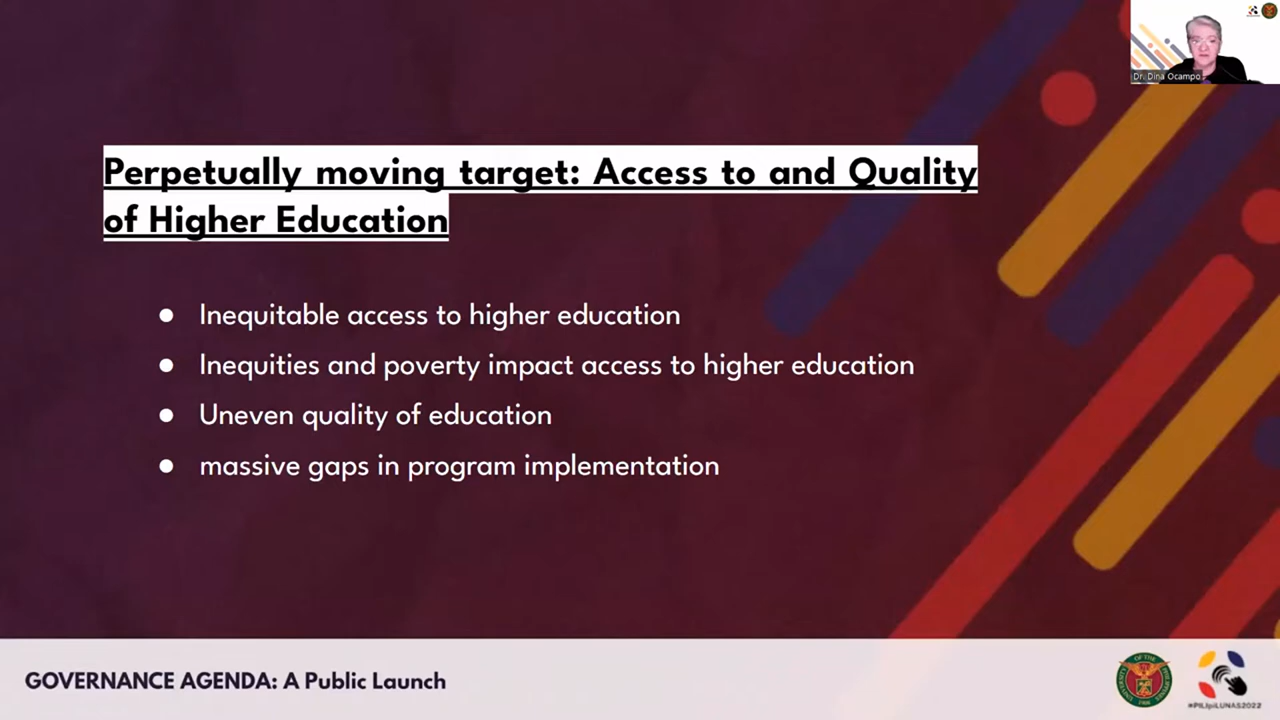 Dr. Dina Ocampo
Perpetually moving target: Access to and Quality
of Higher Education
● Inequitable access to higher education
● Inequities and poverty impact access to higher education
● Uneven quality of education
● massive gaps in program implementation
GOVERNANCE AGENDA: A Public Launch
#PILIpiLUNAS2022